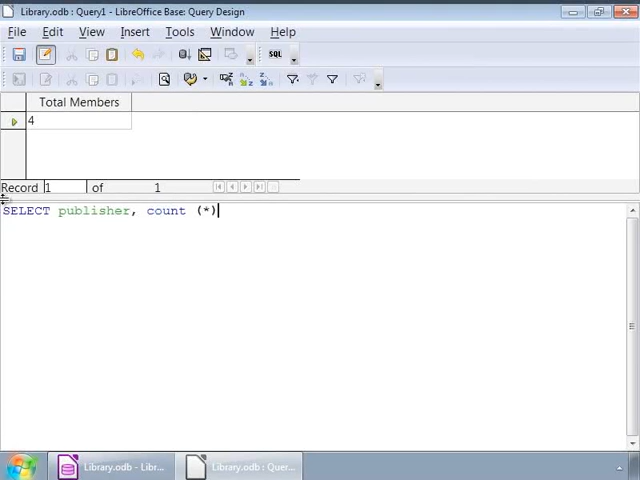 Library.odb : Query1 - LibreOffice Base: Query Design
File Edit View Insert Tools Window Help
SQL
Total Members
4
Record 1 of 1
SELECT publisher, count (*)
Library.odb - Libr... Library.odb : Quer...